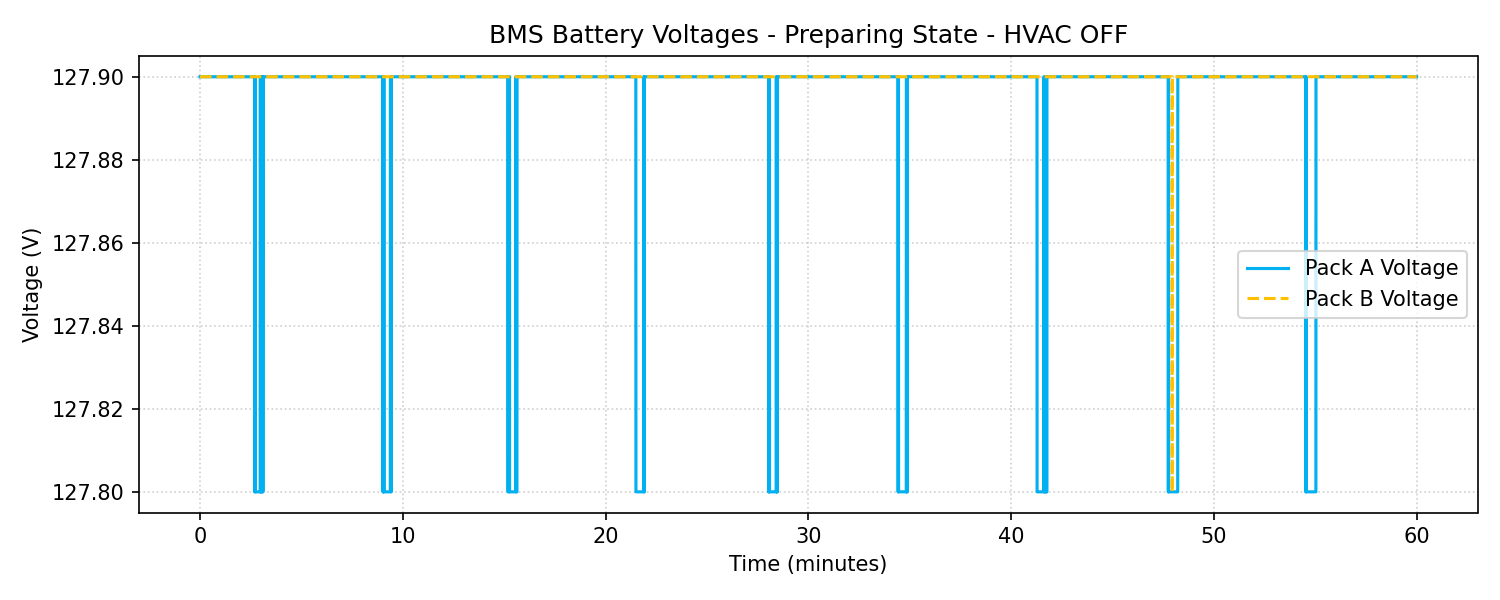 BMS Battery Voltages - Preparing State - HVAC OFF
Voltage (V)
127.90
127.88
127.86
127.84
127.82
127.80
Pack A Voltage
Pack B Voltage
0 10 20 30 40 50 60
Time (minutes)